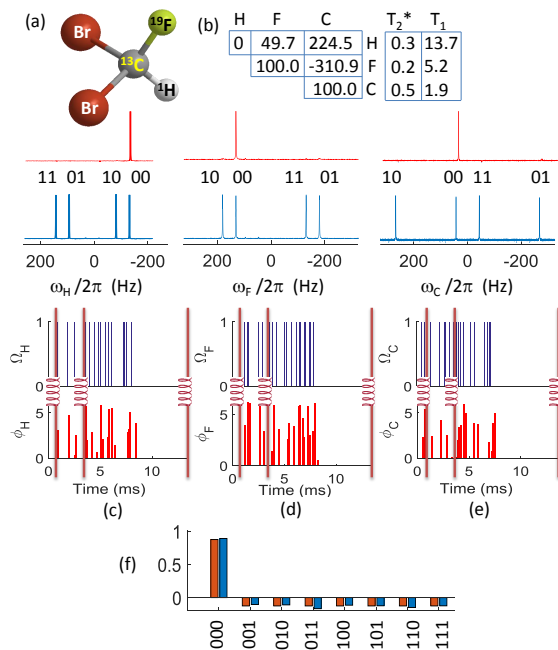 (a)
19F
Br
13C
1H
Br
(b)
H F C T2* T1
0 49.7 224.5 H 0.3 13.7
100.0 -310.9 F 0.2 5.2
100.0 C 0.5 1.9
11 01 10 00
10 00 11 01
10 00 11 01
200 0 -200
200 0 -200
200 0 -200
ωH/2π (Hz)
ωF/2π (Hz)
ωC/2π (Hz)
ΩH
1
0
ΩF
1
0
ΩC
1
0
ϕH
5
0
ϕF
5
0
ϕC
5
0
0 5 10
0 5 10
0 5 10
Time (ms)
Time (ms)
Time (ms)
(c)
(d)
(e)
(f)
1
0.5
0
000 001 010 011 100 101 110 111